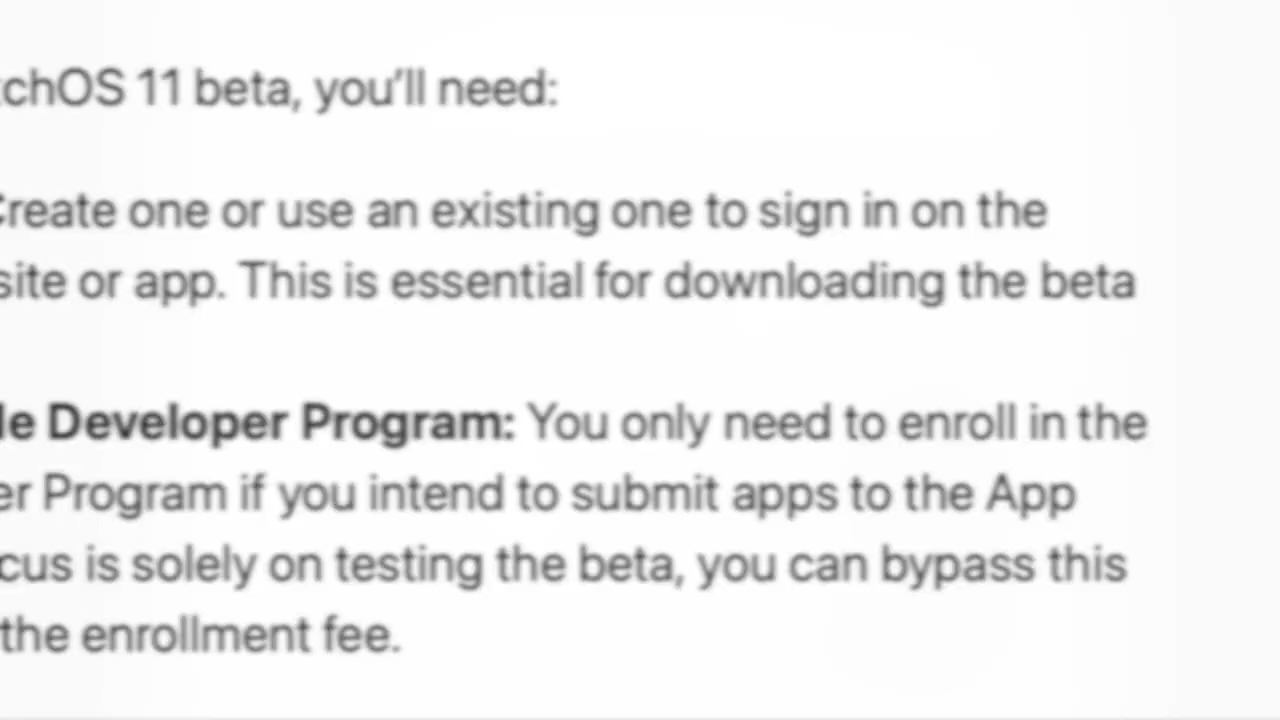 tchOS 11 beta, you’ll need:
Create one or use an existing one to sign in on the
site or app. This is essential for downloading the beta
le Developer Program: You only need to enroll in the
er Program if you intend to submit apps to the App
cus is solely on testing the beta, you can bypass this
the enrollment fee.